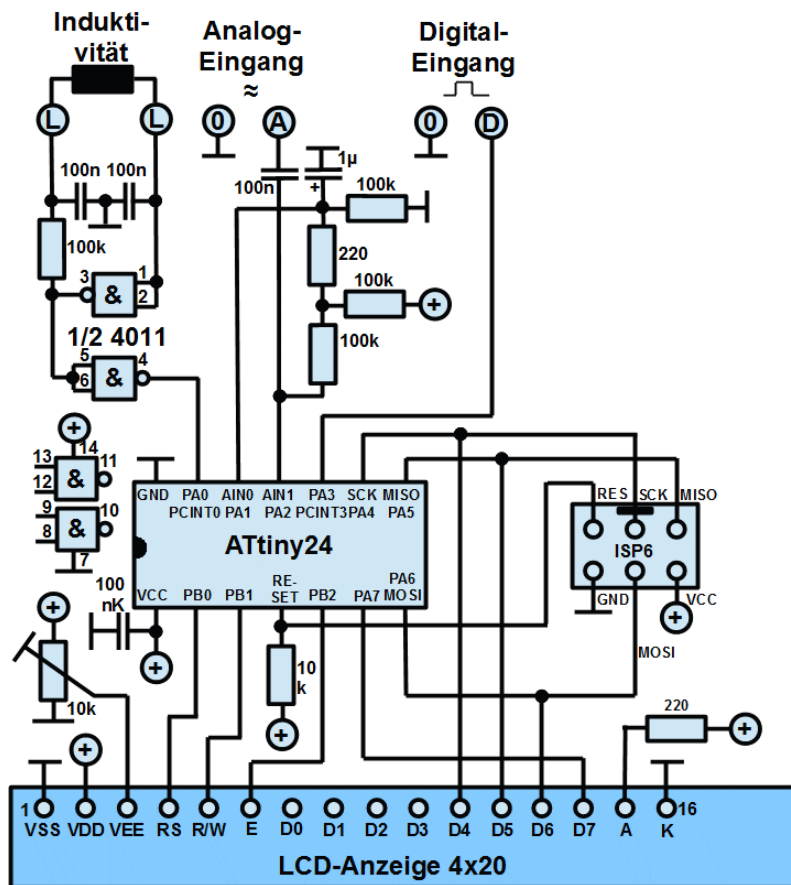 Indukti-
vität
Analog-
Eingang
≈
Digital-
Eingang
L
L
0
A
0
D
100n
100n
100n
1µ
+
100k
100k
220
100k
+
100k
3
&
1
2
1/2 4011
5
6
&
4
+
14
13
12
&
11
9
8
&
10
7
GND
PA0
PCINT0
AIN0
PA1
AIN1
PA2
PA3
PCINT3
SCK
PA4
MISO
PA5
ATtiny24
VCC
PB0
PB1
RE-
SET
PB2
PA7
PA6
MOSI
RES
SCK
MISO
ISP6
GND
VCC
+
MOSI
100
nK
+
+
10k
10
k
+
+
220
+
1
16
VSS
VDD
VEE
RS
R/W
E
D0
D1
D2
D3
D4
D5
D6
D7
A
K
LCD-Anzeige 4x20